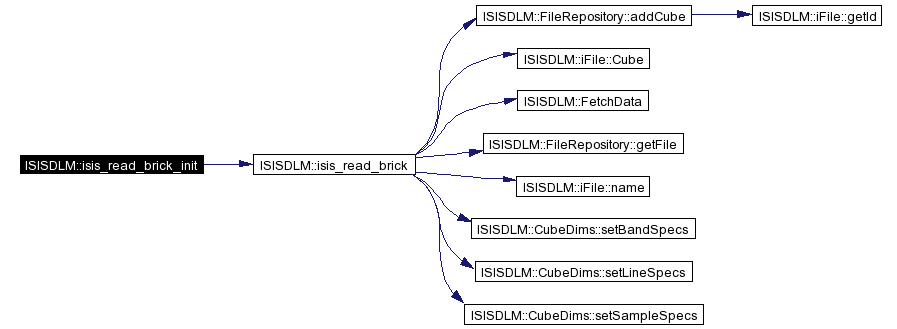 ISISDLM::FileRepository::addCube
ISISDLM::iFile::getId
ISISDLM::iFile::Cube
ISISDLM::FetchData
ISISDLM::FileRepository::getFile
ISISDLM::isis_read_brick_init
ISISDLM::isis_read_brick
ISISDLM::iFile::name
ISISDLM::CubeDims::setBandSpecs
ISISDLM::CubeDims::setLineSpecs
ISISDLM::CubeDims::setSampleSpecs